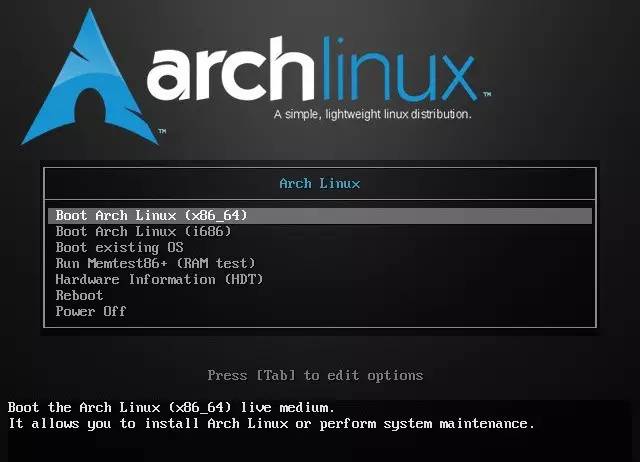 archlinux™
A simple, lightweight linux distribution.
™
Arch Linux
Boot Arch Linux (x86_64)
Boot Arch Linux (i686)
Boot existing OS
Run Memtest86+ (RAM test)
Hardware Information (HDT)
Reboot
Power Off
Press [Tab] to edit options
Boot the Arch Linux (x86_64) live medium.
It allows you to install Arch Linux or perform system maintenance.